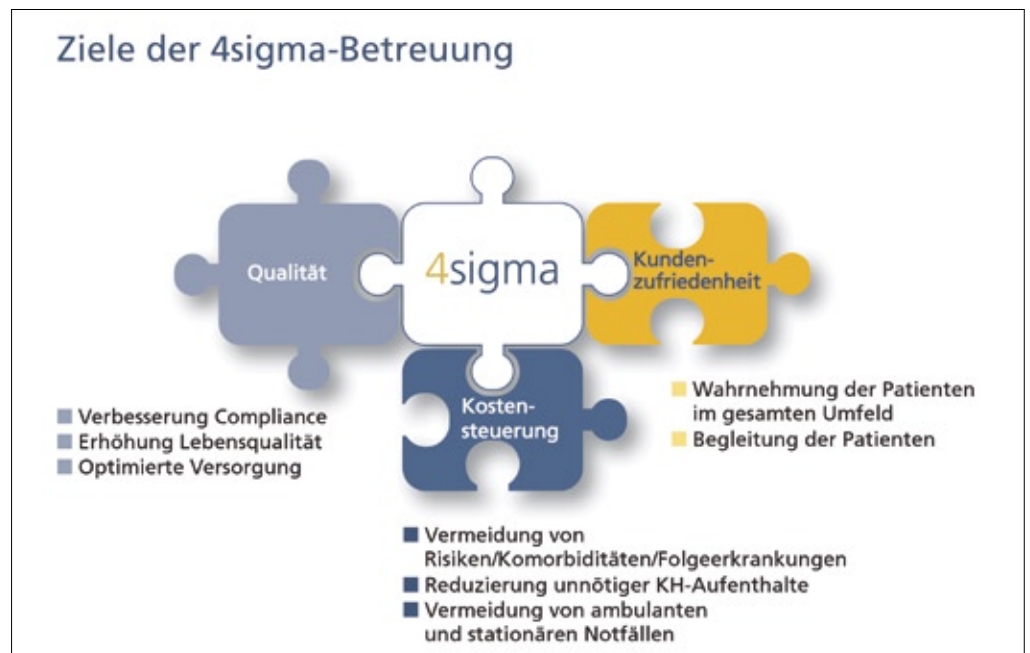 Ziele der 4sigma-Betreuung
Qualität
4sigma
Kunden-
zufriedenheit
Kosten-
steuerung
Verbesserung Compliance
Erhöhung Lebensqualität
Optimierte Versorgung
Wahrnehmung der Patienten
im gesamten Umfeld
Begleitung der Patienten
Vermeidung von
Risiken/Komorbiditäten/Folgeerkrankungen
Reduzierung unnötiger KH-Aufenthalte
Vermeidung von ambulanten
und stationären Notfällen